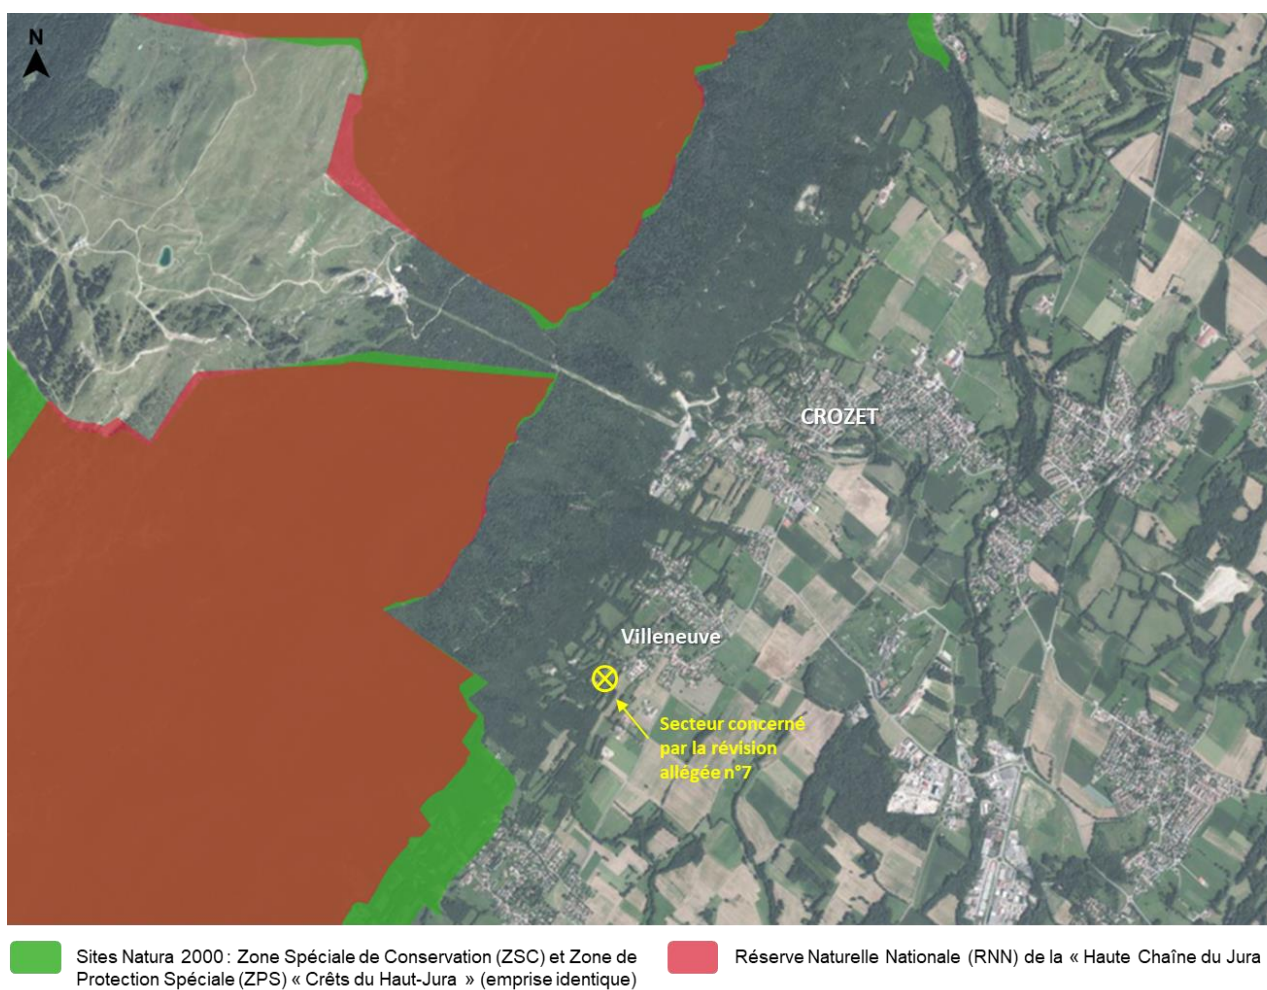 N
CROZET
Villeneuve
Secteur concerné
par la révision
allégée n°7
Sites Natura 2000 : Zone Spéciale de Conservation (ZSC) et Zone de
Protection Spéciale (ZPS) « Crêts du Haut-Jura » (emprise identique)
Réserve Naturelle Nationale (RNN) de la « Haute Chaîne du Jura